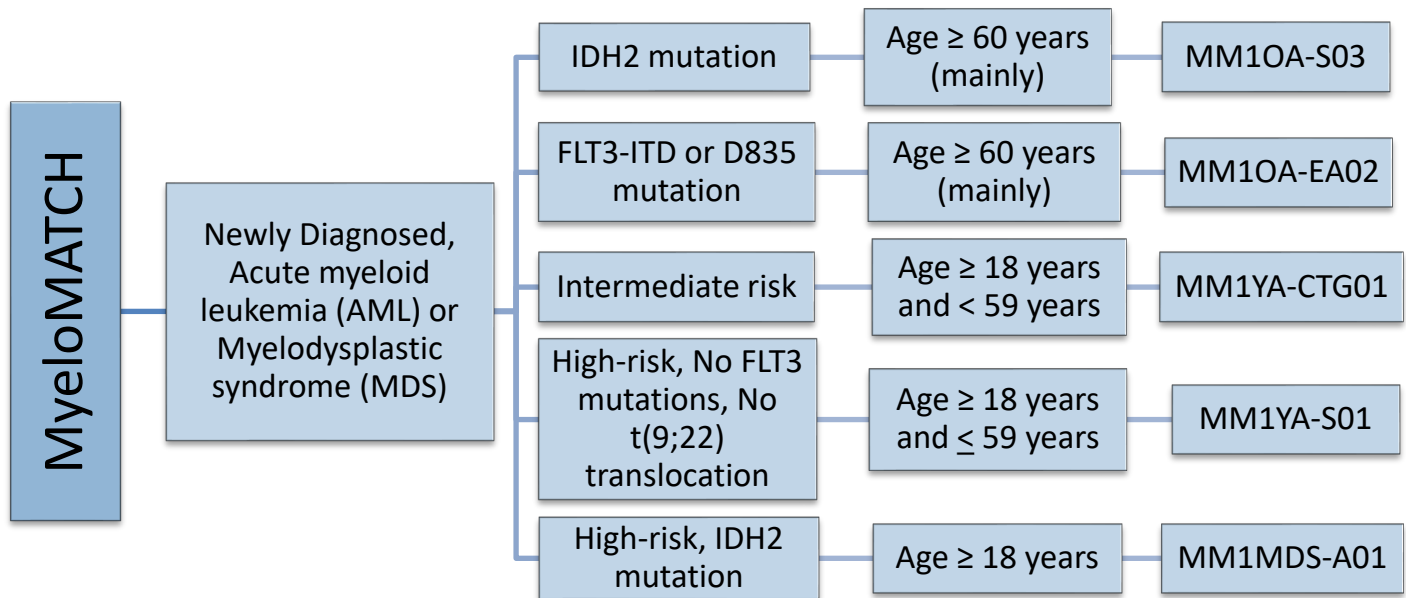 MyeloMATCH
Newly Diagnosed,
Acute myeloid
leukemia (AML) or
Myelodysplastic
syndrome (MDS)
IDH2 mutation
Age ≥ 60 years
(mainly)
MM1OA-S03
FLT3-ITD or D835
mutation
Age ≥ 60 years
(mainly)
MM1OA-EA02
Intermediate risk
Age ≥ 18 years
and < 59 years
MM1YA-CTG01
High-risk, No FLT3
mutations, No
t(9;22)
translocation
Age ≥ 18 years
and ≤ 59 years
MM1YA-S01
High-risk, IDH2
mutation
Age ≥ 18 years
MM1MDS-A01